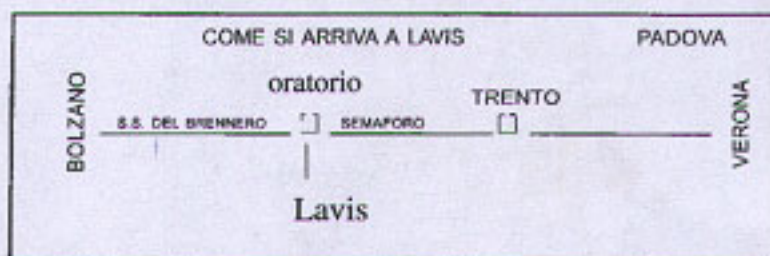 COME SI ARRIVA A LAVIS PADOVA
oratorio
TRENTO
BOLZANO
S.S. DEL BRENNERO SEMAFORO
VERONA
Lavis